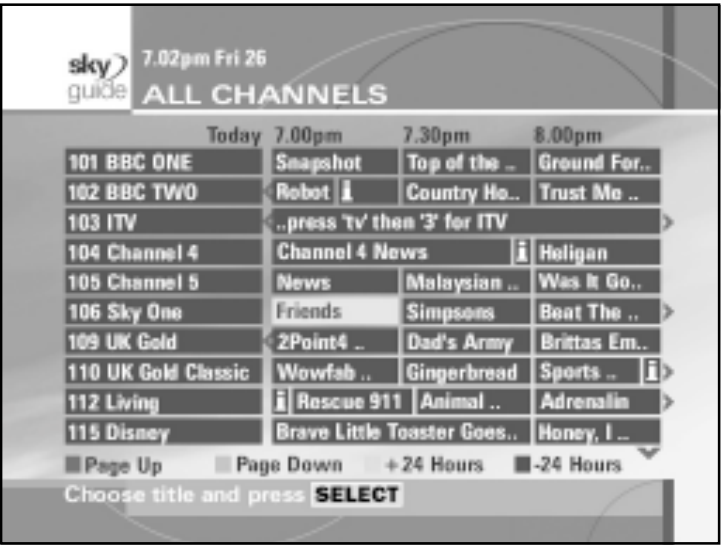 sky
guide
7.02pm Fri 26
ALL CHANNELS
Today 7.00pm 7.30pm 8.00pm
101 BBC ONE Snapshot Top of the .. Ground For..
102 BBC TWO Robot i Country Ho.. Trust Me ..
103 ITV ..press 'tv' then '3' for ITV
104 Channel 4 Channel 4 News i Heligan
105 Channel 5 News Malaysian .. Was It Go..
106 Sky One Friends Simpsons Beat The ..
109 UK Gold 2Point4 .. Dad's Army Brittas Em..
110 UK Gold Classic Wowfab .. Gingerbread Sports .. i
112 Living i Rescue 911 Animal .. Adrenalin
115 Disney Brave Little Toaster Goes.. Honey, I ..
Page Up Page Down +24 Hours -24 Hours
Choose title and press SELECT